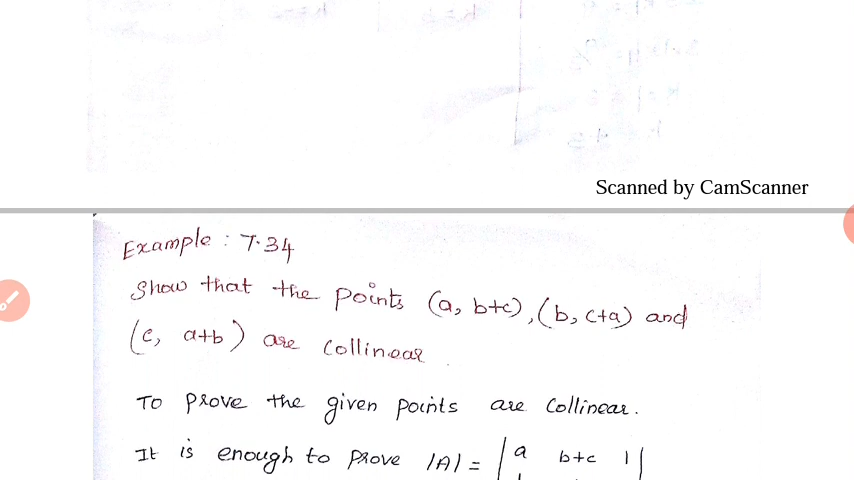 Scanned by CamScanner
Example : 7.34
Show that the points (a, b+c), (b, c+a) and
(c, a+b) are collinear.
To prove the given points are collinear.
It is enough to prove |A| = | a b+c 1 |